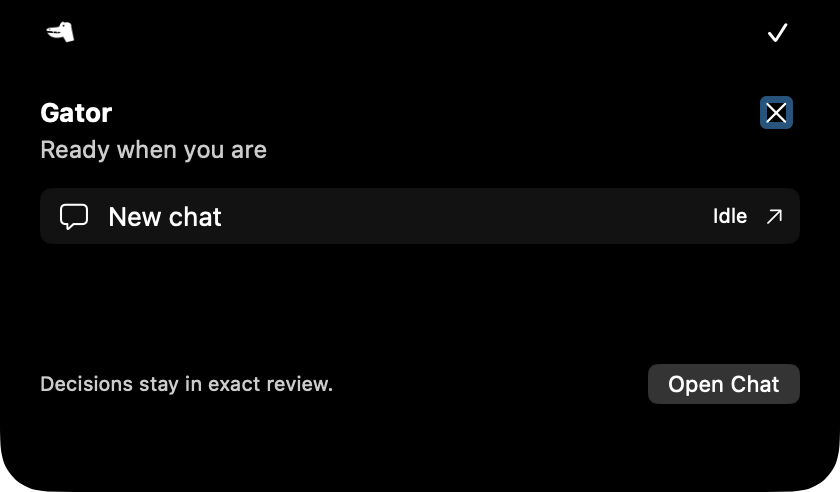 Gator
Ready when you are
New chat
Idle
Decisions stay in exact review.
Open Chat